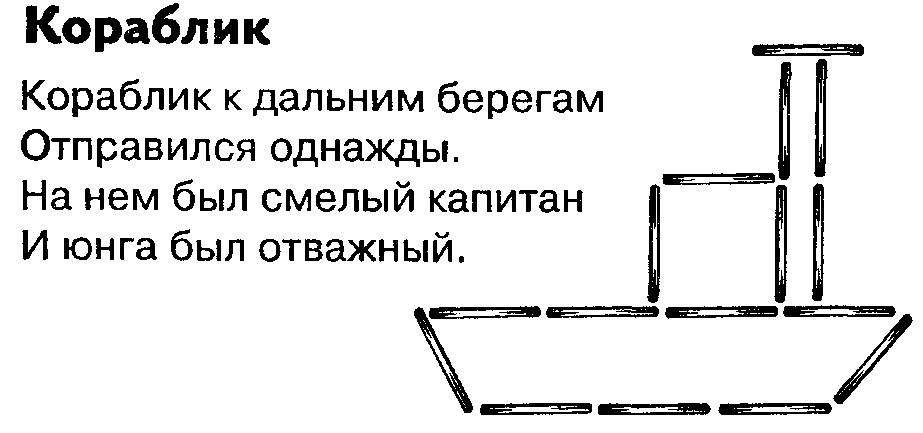 Кораблик
Кораблик к дальним берегам
Отправился однажды.
На нем был смелый капитан
И юнга был отважный.